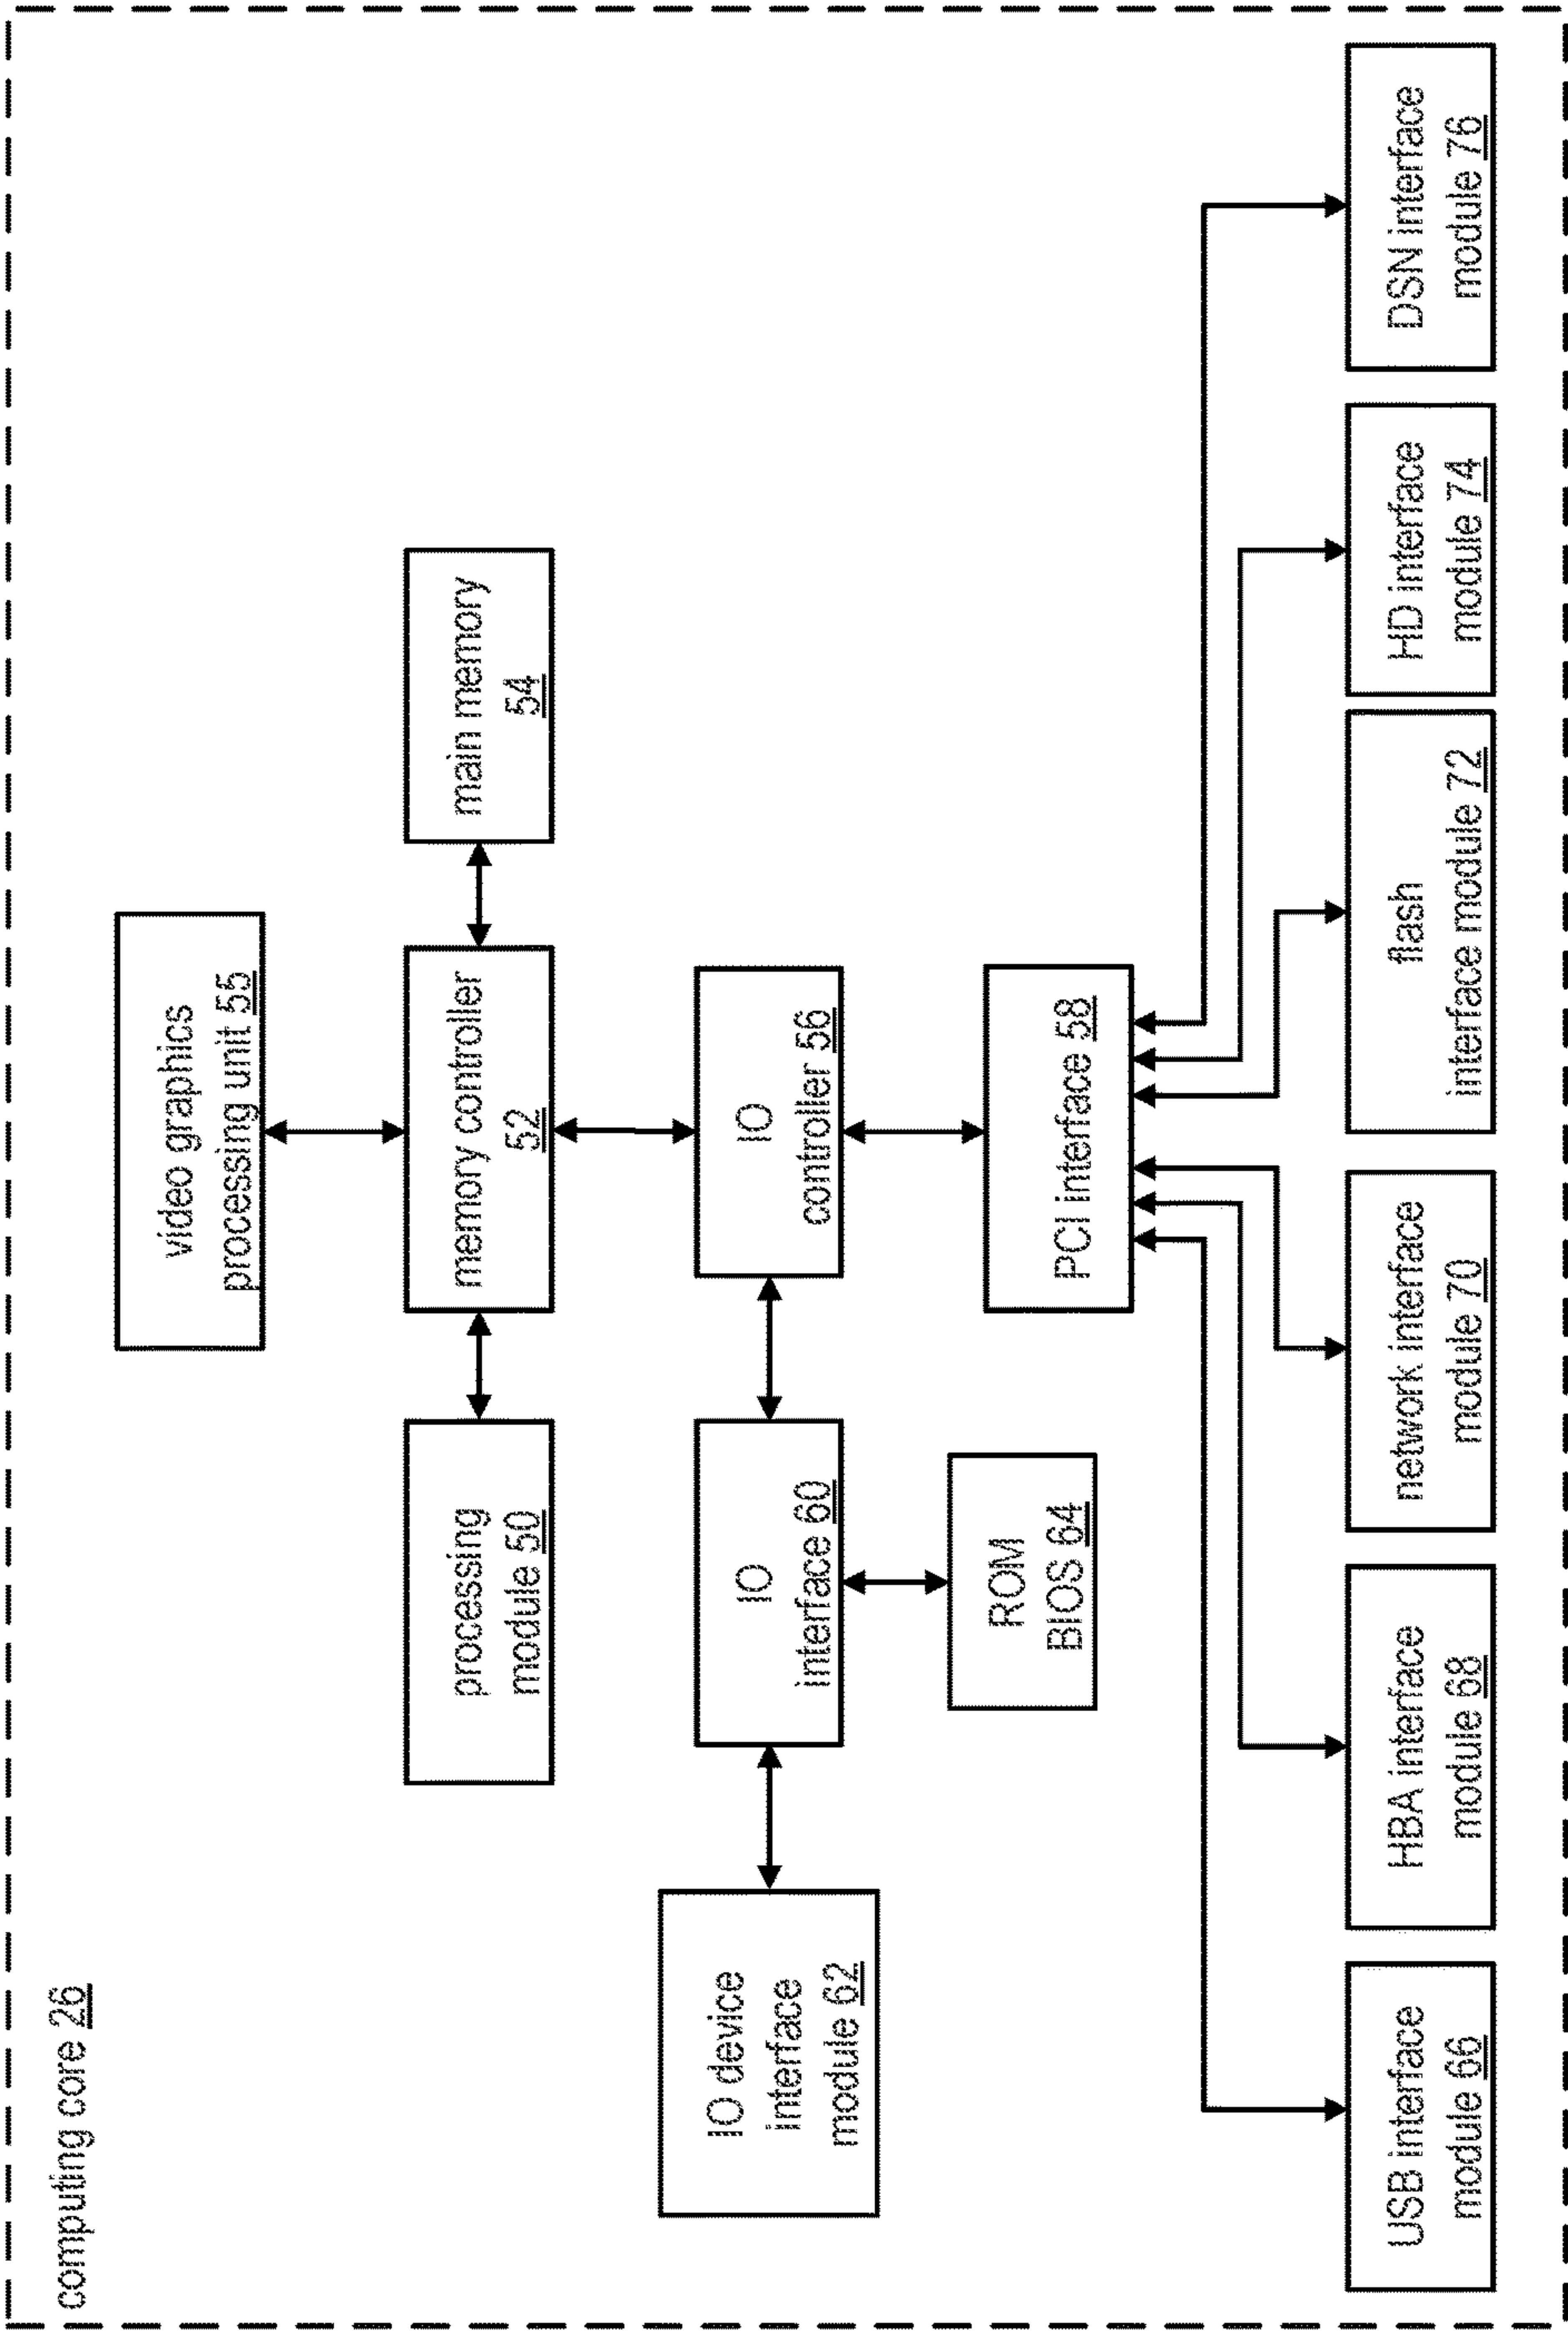 computing core 26
video graphics
processing unit 55
processing
module 50
memory controller
52
main memory
54
IO device
interface
module 62
IO
interface 60
IO
controller 56
ROM
BIOS 64
PCI interface 58
USB interface
module 66
HBA interface
module 68
network interface
module 70
flash
interface module 72
HD interface
module 74
DSN interface
module 76